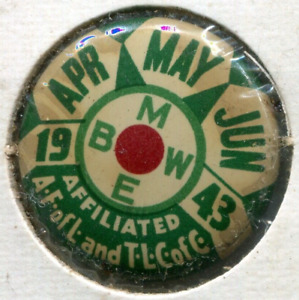 APR MAY JUN
19 43
B M W E
AFFILIATED
A·F·of L· and T·L·C· of C·